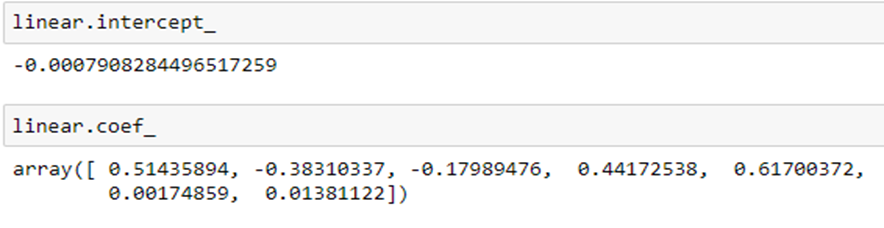 linear.intercept_
-0.0007908284496517259
linear.coef_
array([ 0.51435894, -0.38310337, -0.17989476,  0.44172538,  0.61700372,
        0.00174859,  0.01381122])